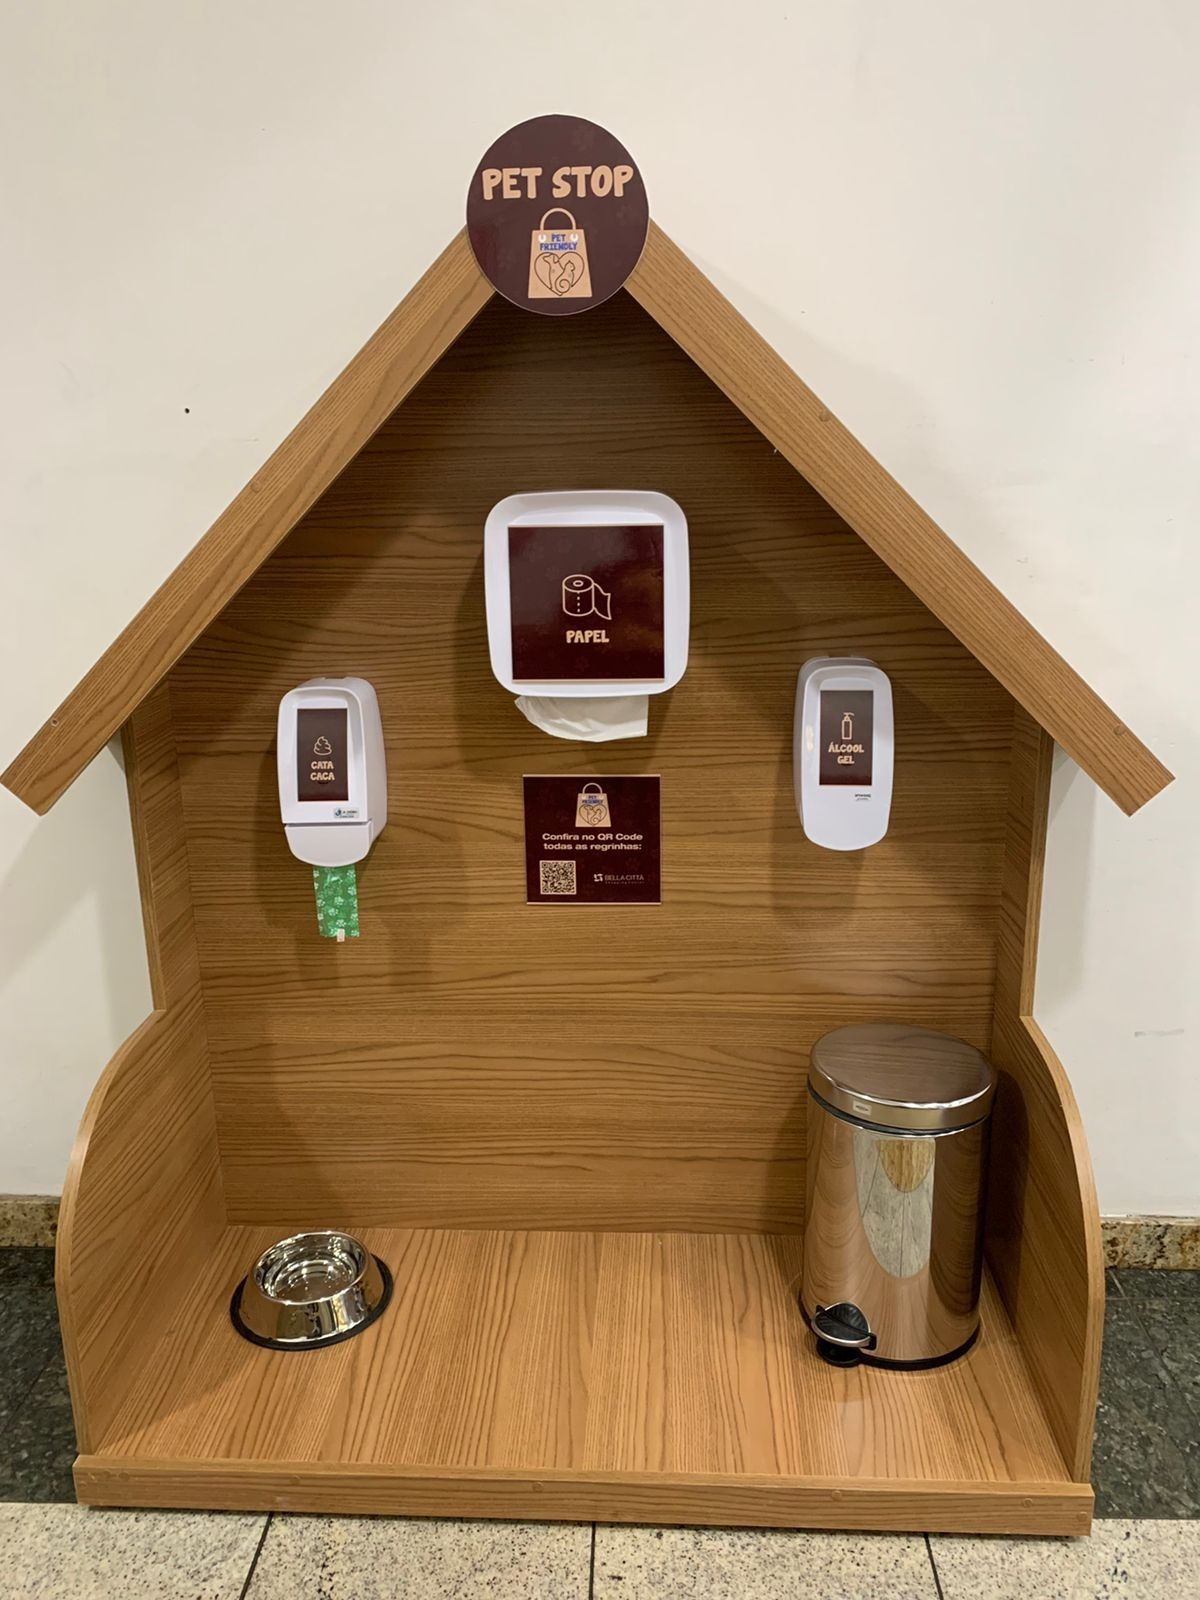 PET STOP
PET
FRIENDLY
PAPEL
CATA
CACA
ÁLCOOL
GEL
PET
FRIENDLY
Confira no QR Code
todas as regrinhas:
BELLA CITTÀ